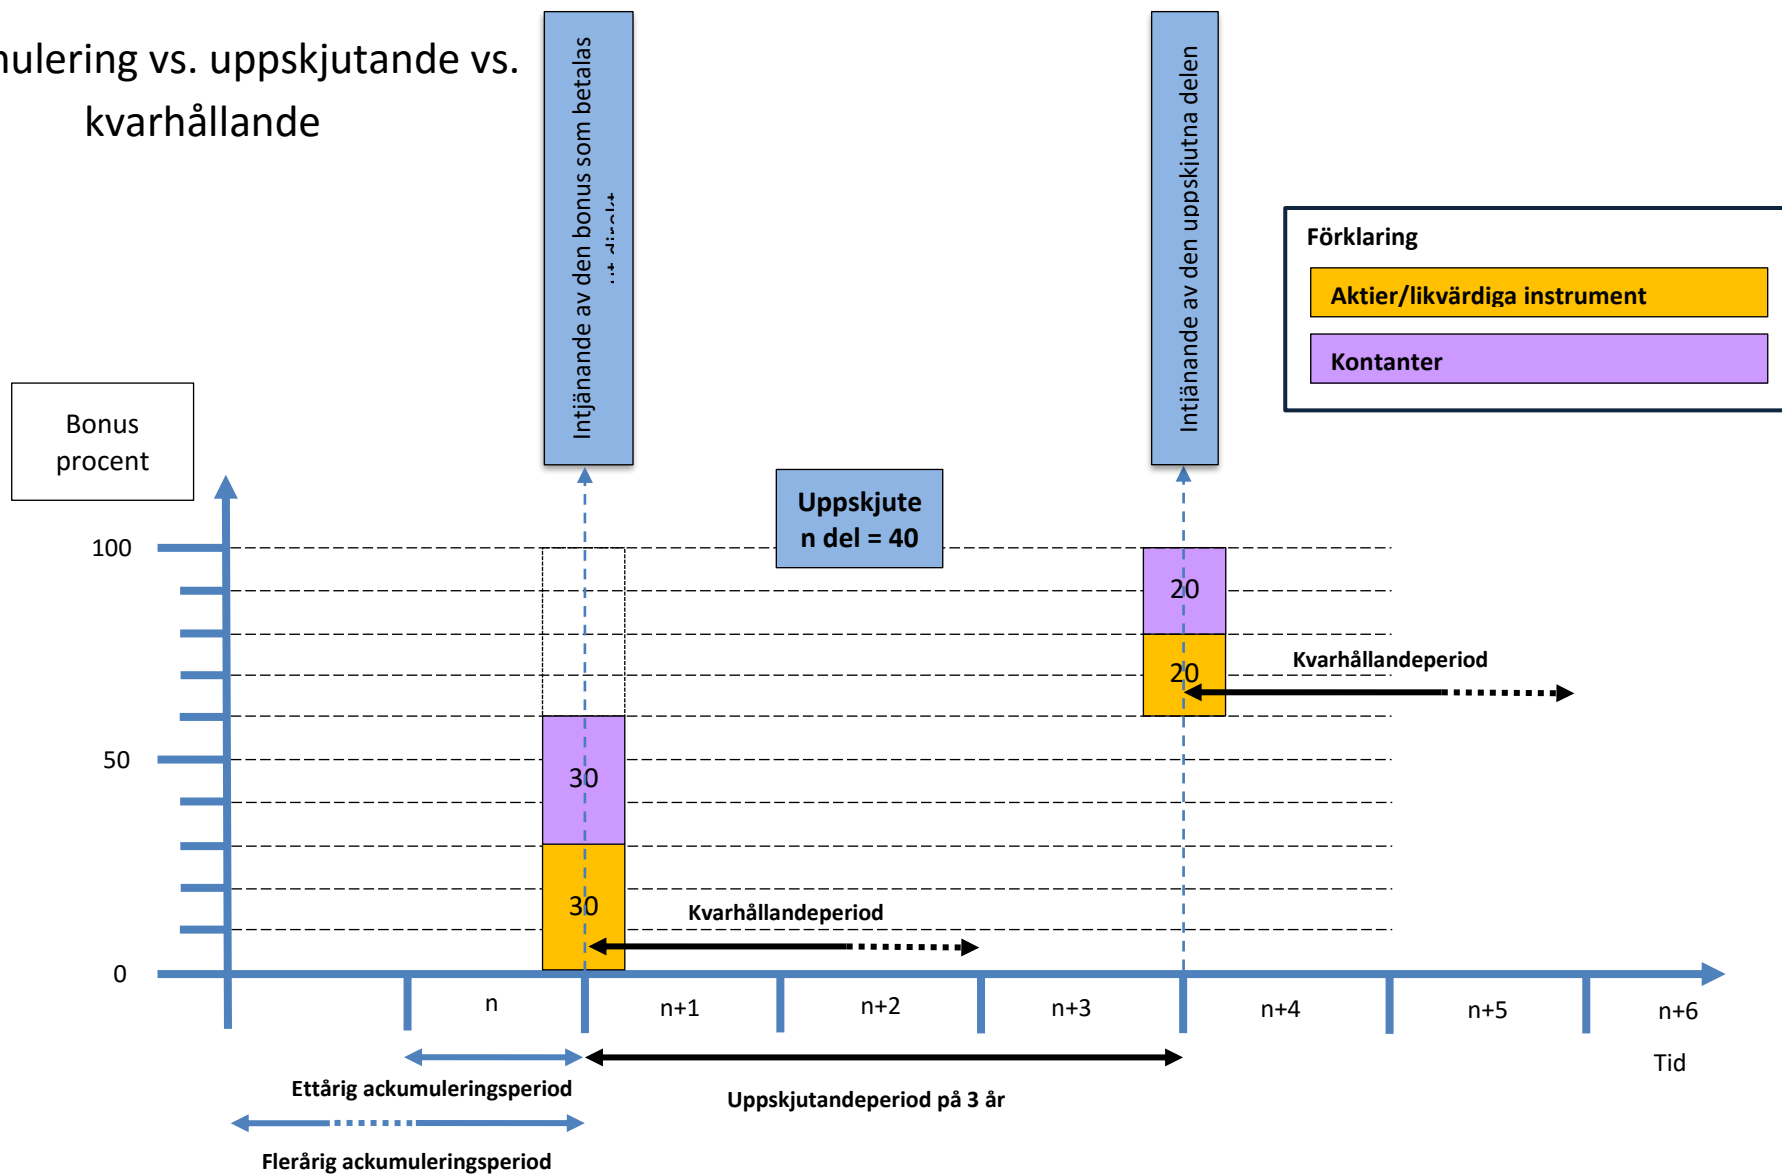 vs. uppskjutande vs.
kvarhållande
Intjänande av den bonus som betalas
ut direkt
Intjänande av den uppskjutna delen
Förklaring
Aktier/likvärdiga instrument
Kontanter
Bonus
procent
Uppskjute
n del = 40
100
50
0
20
20
30
30
Kvarhållandeperiod
Kvarhållandeperiod
n
n+1
n+2
n+3
n+4
n+5
n+6
Tid
Ettårig ackumuleringsperiod
Uppskjutandeperiod på 3 år
Flerårig ackumuleringsperiod